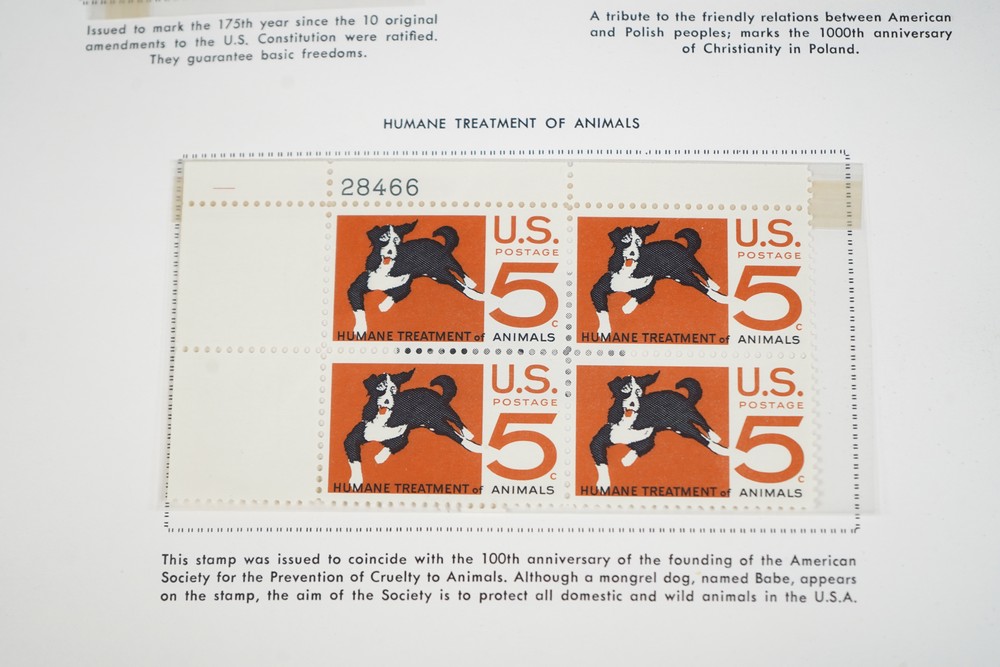 Issued to mark the 175th year since the 10 original
amendments to the U.S. Constitution were ratified.
They guarantee basic freedoms.
A tribute to the friendly relations between American
and Polish peoples; marks the 1000th anniversary
of Christianity in Poland.
HUMANE TREATMENT OF ANIMALS
28466
U.S.
POSTAGE
5c
HUMANE TREATMENT of ANIMALS
U.S.
POSTAGE
5c
HUMANE TREATMENT of ANIMALS
U.S.
POSTAGE
5c
HUMANE TREATMENT of ANIMALS
U.S.
POSTAGE
5c
HUMANE TREATMENT of ANIMALS
This stamp was issued to coincide with the 100th anniversary of the founding of the American
Society for the Prevention of Cruelty to Animals. Although a mongrel dog, named Babe, appears
on the stamp, the aim of the Society is to protect all domestic and wild animals in the U.S.A.